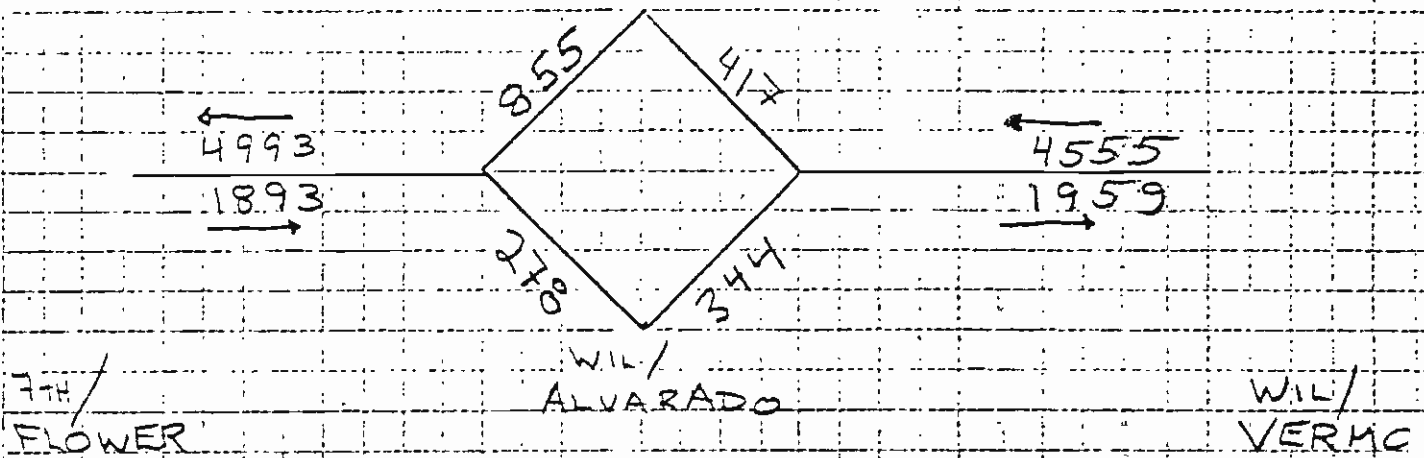 855
417
4993
1893
4555
1959
278
344
7TH/
FLOWER
WIL/
ALVARADO
WIL/
VERMC